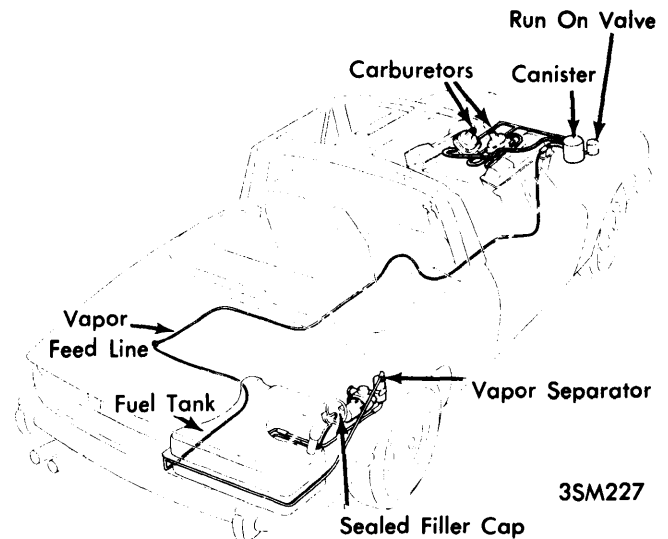 Run On Valve
Carburetors
Canister
Vapor
Feed Line
Fuel Tank
Vapor Separator
3SM227
Sealed Filler Cap